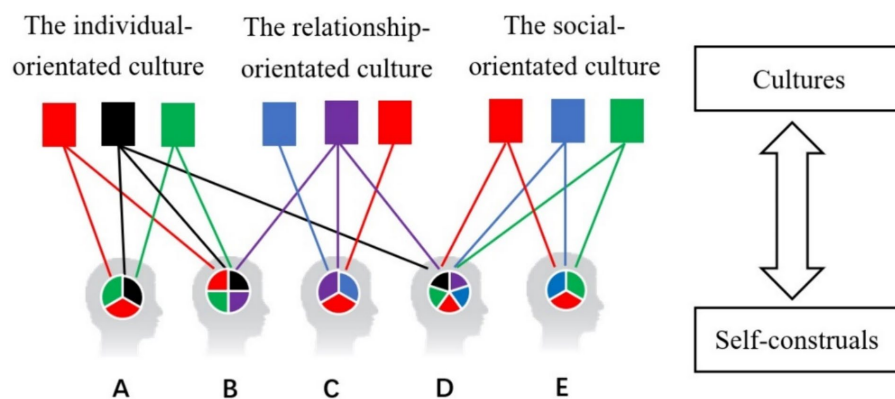 The individual-
orientated culture
The relationship-
orientated culture
The social-
orientated culture
Cultures
Self-construals
A
B
C
D
E